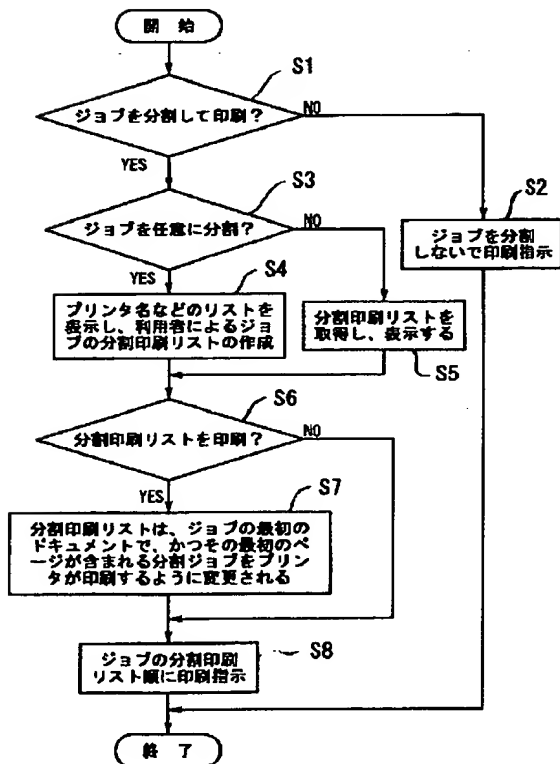 開 始
S1
ジョブを分割して印刷？
NO
YES
S3
ジョブを任意に分割？
NO
S2
ジョブを分割
しないで印刷指示
YES
S4
プリンタ名などのリストを
表示し、利用者によるジョ
ブの分割印刷リストの作成
分割印刷リストを
取得し、表示する
S5
S6
分割印刷リストを印刷？
NO
YES
S7
分割印刷リストは、ジョブの最初の
ドキュメントで、かつその最初のペ
ージが含まれる分割ジョブをプリン
タが印刷するように変更される
ジョブの分割印刷
リスト順に印刷指示
S8
終 了